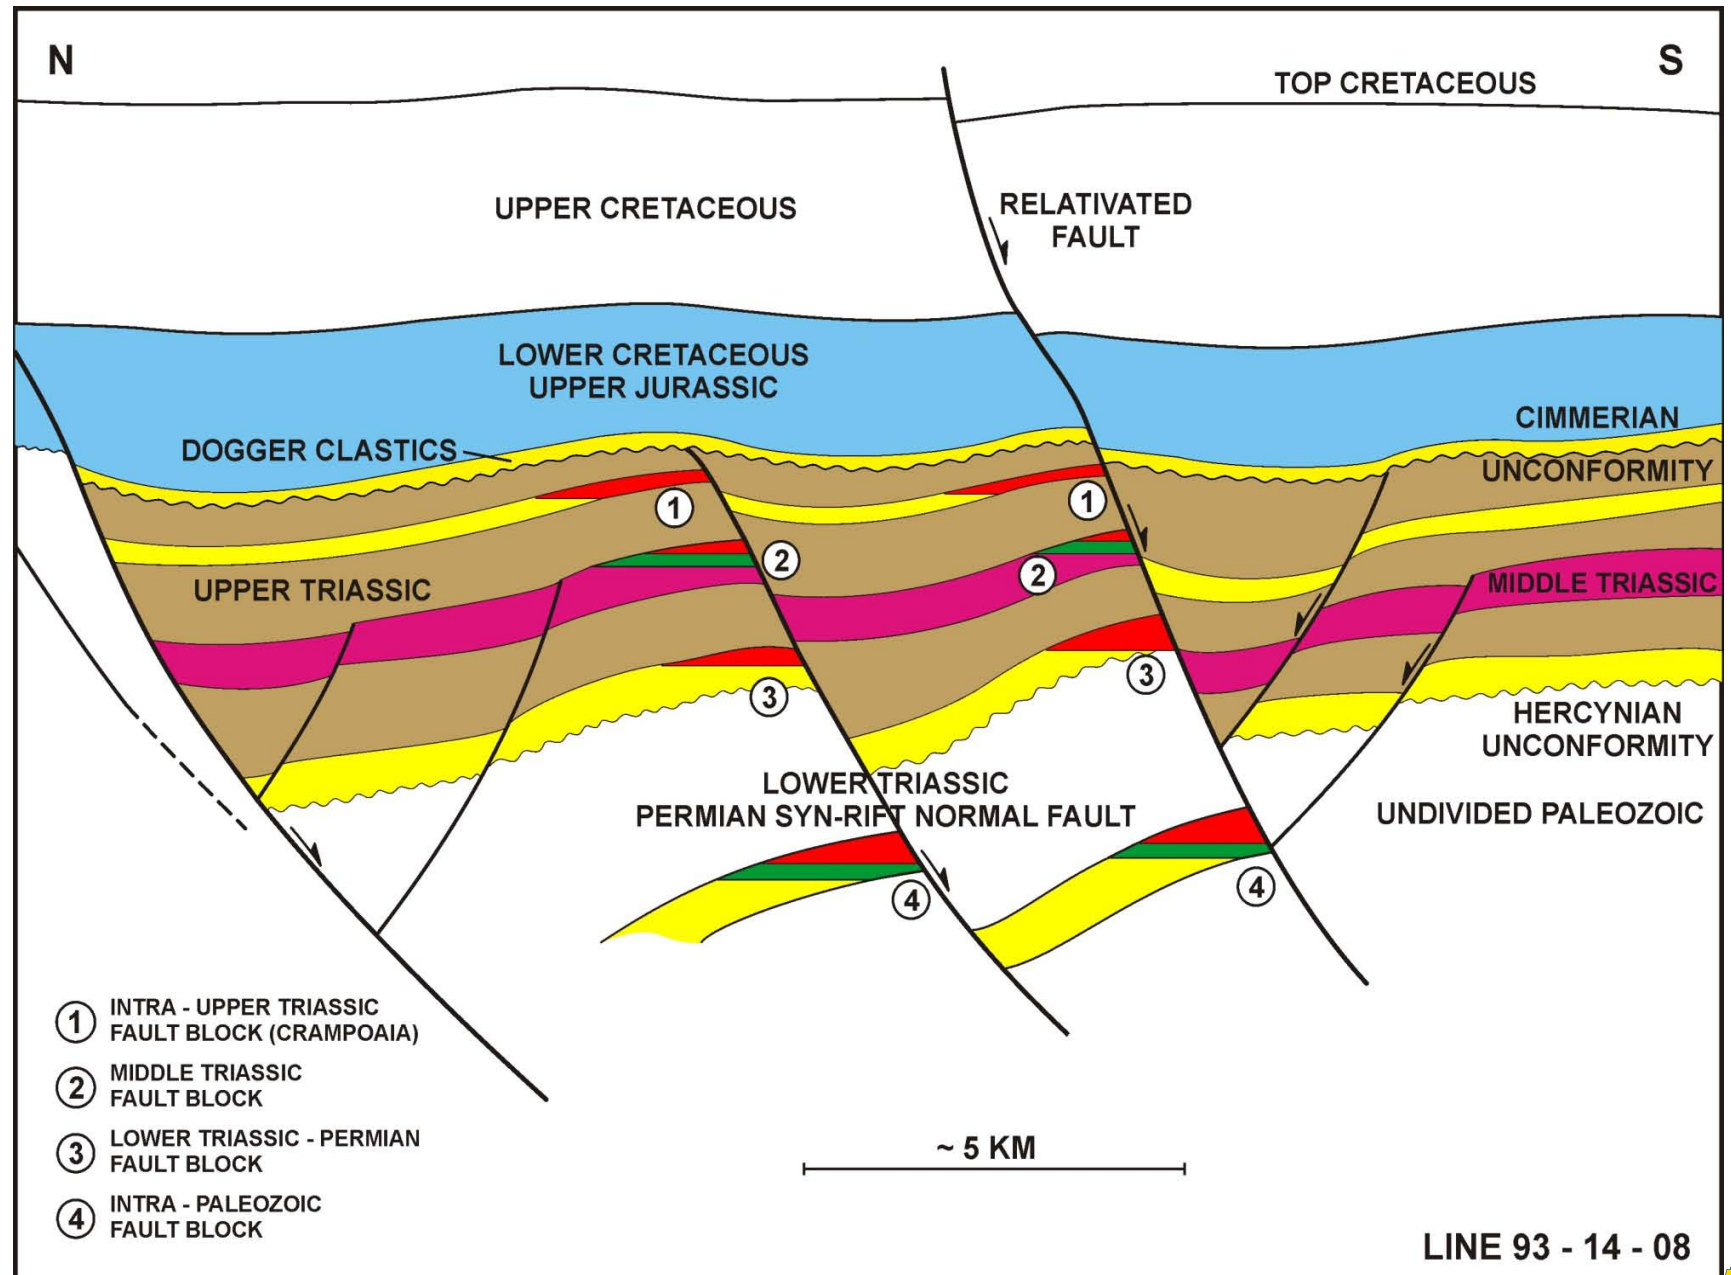 N
S
TOP CRETACEOUS
UPPER CRETACEOUS
RELATIVATED
FAULT
LOWER CRETACEOUS
UPPER JURASSIC
CIMMERIAN
UNCONFORMITY
DOGGER CLASTICS
1
1
2
2
UPPER TRIASSIC
MIDDLE TRIASSIC
3
3
HERCYNIAN
UNCONFORMITY
LOWER TRIASSIC
PERMIAN SYN-RIFT NORMAL FAULT
UNDIVIDED PALEOZOIC
4
4
1 INTRA - UPPER TRIASSIC
FAULT BLOCK (CRAMPOAIA)
2 MIDDLE TRIASSIC
FAULT BLOCK
3 LOWER TRIASSIC - PERMIAN
FAULT BLOCK
4 INTRA - PALEOZOIC
FAULT BLOCK
~ 5 KM
LINE 93 - 14 - 08